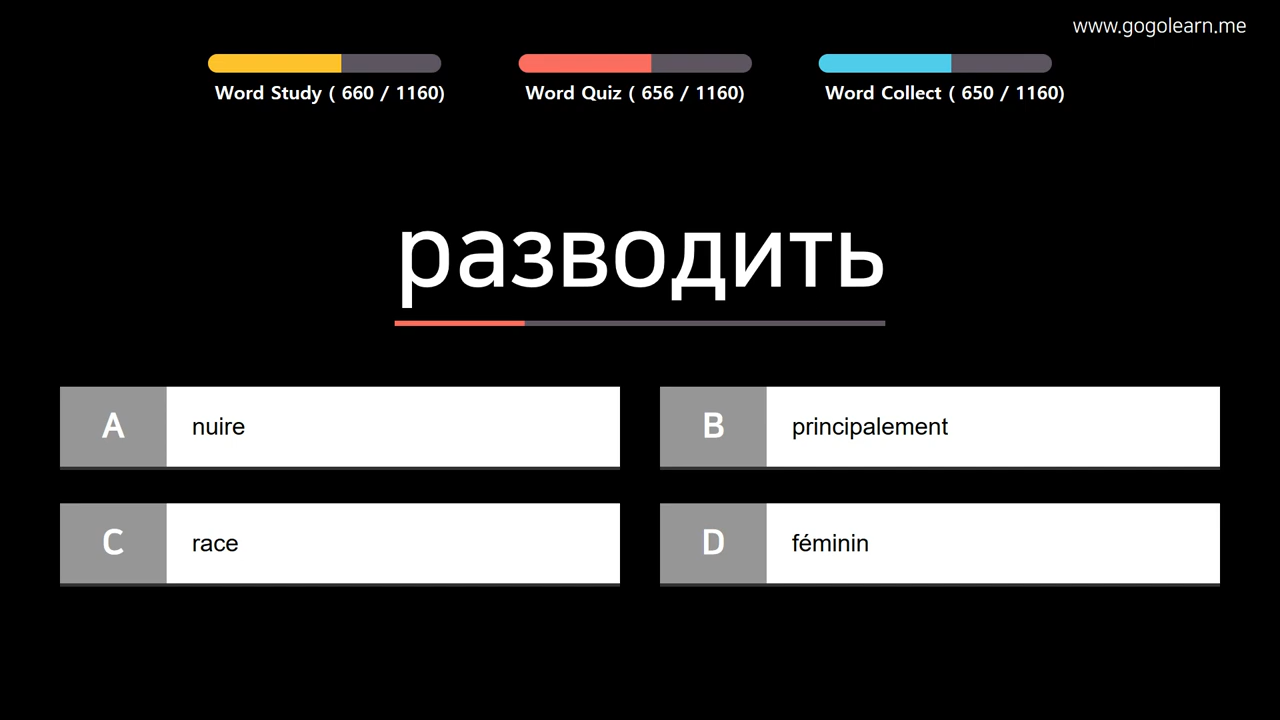 www.gogolearn.me
Word Study ( 660 / 1160)
Word Quiz ( 656 / 1160)
Word Collect ( 650 / 1160)
разводить
A nuire
B principalement
C race
D féminin